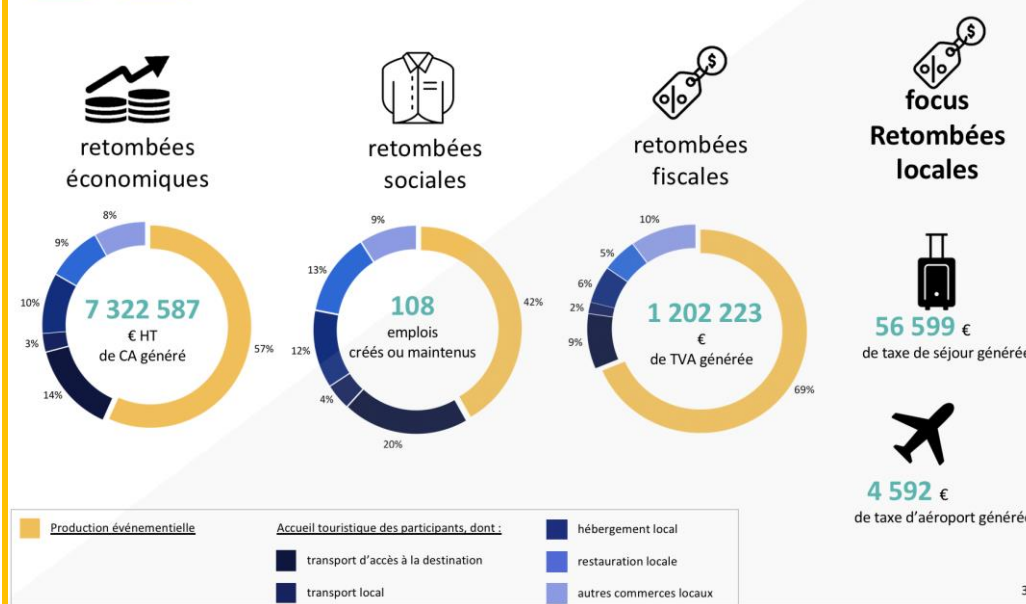 retombées
économiques
8%
9%
10%
3%
14%
57%
7 322 587
€ HT
de CA généré
retombées
sociales
9%
13%
12%
4%
20%
42%
108
emplois
créés ou maintenus
retombées
fiscales
10%
5%
6%
2%
9%
69%
1 202 223
€
de TVA générée
$
%
$
%
focus
Retombées
locales
56 599 €
de taxe de séjour générée
4 592 €
de taxe d'aéroport générée
Production événementielle
Accueil touristique des participants, dont :
transport d'accès à la destination
transport local
hébergement local
restauration locale
autres commerces locaux
3